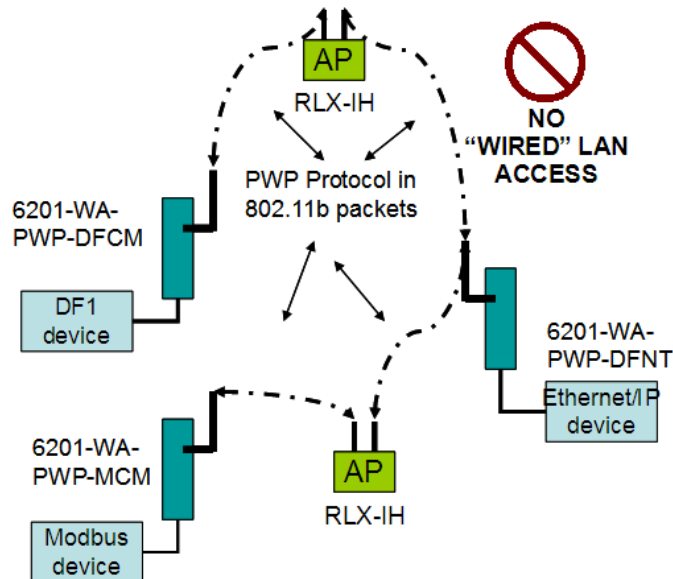 AP
RLX-IH
NO
“WIRED” LAN
ACCESS
PWP Protocol in
802.11b packets
6201-WA-
PWP-DFCM
DF1
device
6201-WA-
PWP-DFNT
Ethernet/IP
device
6201-WA-
PWP-MCM
AP
RLX-IH
Modbus
device